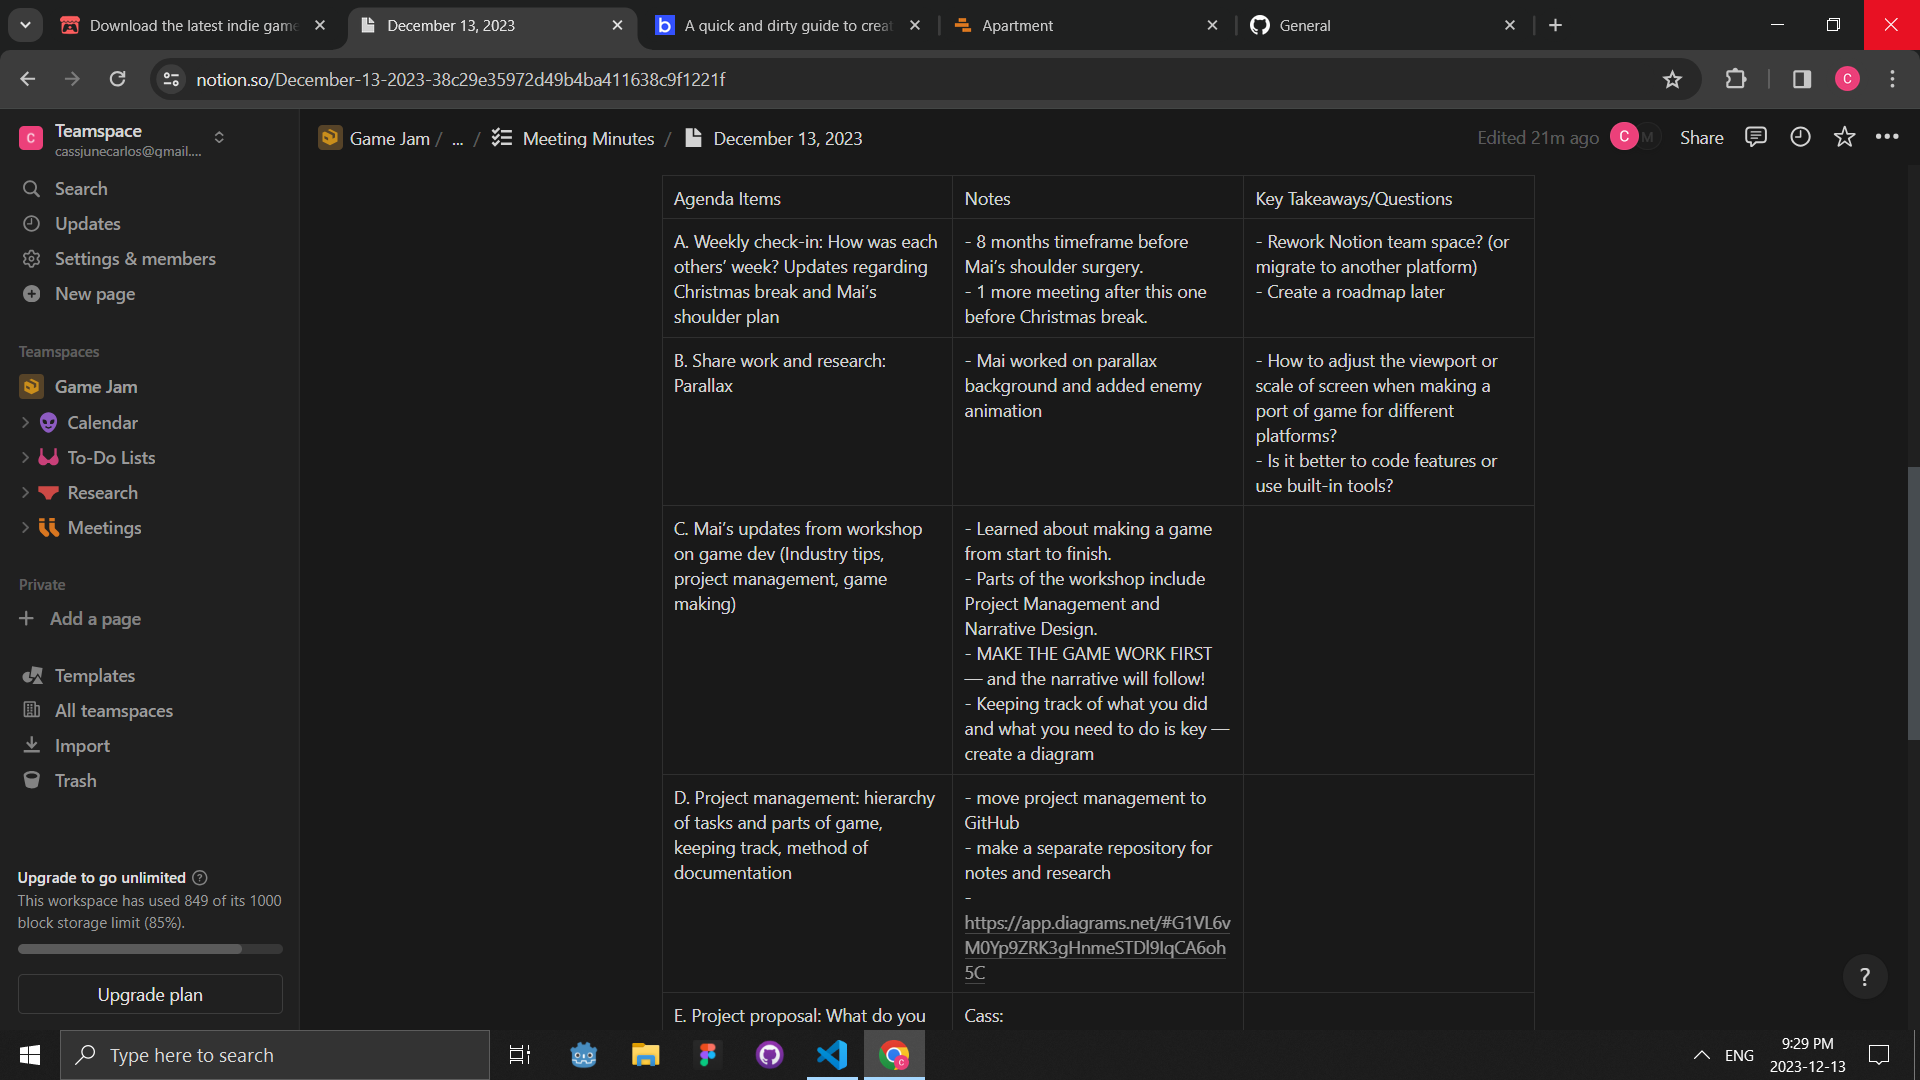 Download the latest indie game
December 13, 2023
A quick and dirty guide to creat
Apartment
General
notion.so/December-13-2023-38c29e35972d49b4ba411638c9f1221f
C
C
Teamspace
cassjunecarlos@gmail....
Game Jam / ... / Meeting Minutes / December 13, 2023
Edited 21m ago
C
M
Share
Search
Updates
Settings & members
New page
Teamspaces
Game Jam
Calendar
To-Do Lists
Research
Meetings
Private
Add a page
Templates
All teamspaces
Import
Trash
Upgrade to go unlimited ?
This workspace has used 849 of its 1000
block storage limit (85%).
Upgrade plan
Agenda Items
Notes
Key Takeaways/Questions
A. Weekly check-in: How was each
others’ week? Updates regarding
Christmas break and Mai’s
shoulder plan
- 8 months timeframe before
Mai’s shoulder surgery.
- 1 more meeting after this one
before Christmas break.
- Rework Notion team space? (or
migrate to another platform)
- Create a roadmap later
B. Share work and research:
Parallax
- Mai worked on parallax
background and added enemy
animation
- How to adjust the viewport or
scale of screen when making a
port of game for different
platforms?
- Is it better to code features or
use built-in tools?
C. Mai’s updates from workshop
on game dev (Industry tips,
project management, game
making)
- Learned about making a game
from start to finish.
- Parts of the workshop include
Project Management and
Narrative Design.
- MAKE THE GAME WORK FIRST
— and the narrative will follow!
- Keeping track of what you did
and what you need to do is key —
create a diagram
D. Project management: hierarchy
of tasks and parts of game,
keeping track, method of
documentation
- move project management to
GitHub
- make a separate repository for
notes and research
-
https://app.diagrams.net/#G1VL6v
M0Yp9ZRK3gHnmeSTDl9IqCA6oh
5C
E. Project proposal: What do you
Cass:
?
Type here to search
C
ENG
9:29 PM
2023-12-13